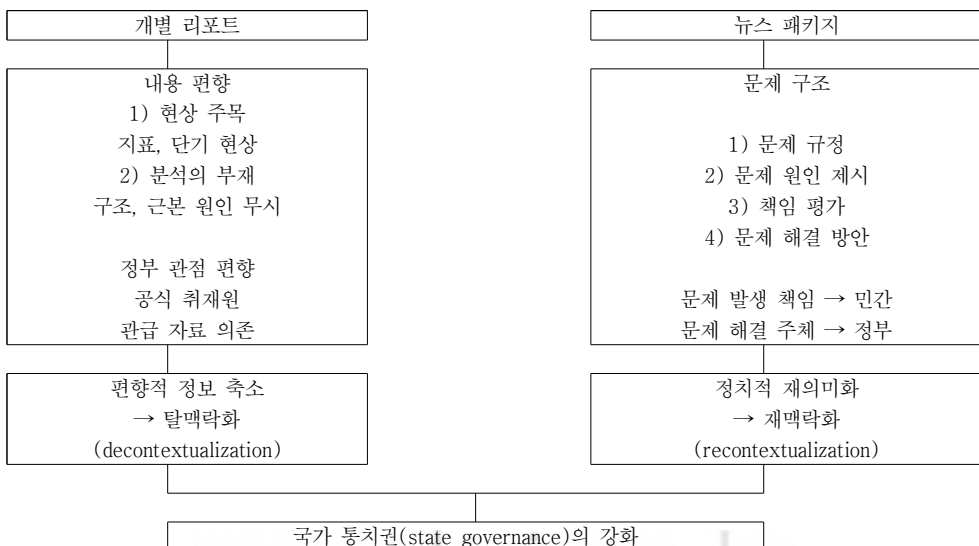 개별 리포트
내용 편향
1) 현상 주목
지표, 단기 현상
2) 분석의 부재
구조, 근본 원인 무시
정부 관점 편향
공식 취재원
관급 자료 의존
편향적 정보 축소
→ 탈맥락화
(decontextualization)
뉴스 패키지
문제 구조
1) 문제 규정
2) 문제 원인 제시
3) 책임 평가
4) 문제 해결 방안
문제 발생 책임 → 민간
문제 해결 주체 → 정부
정치적 재의미화
→ 재맥락화
(recontextualization)
국가 통치권(state governance)의 강화